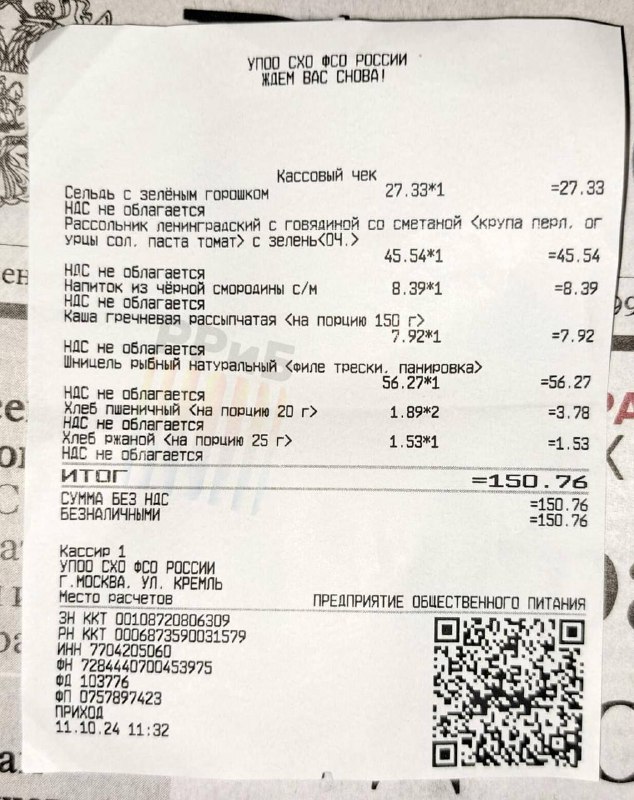 УПОО СХО ФСО РОССИИ
ЖДЕМ ВАС СНОВА!
Кассовый чек
Сельдь с зелёным горошком 27.33*1 =27.33
НДС не облагается
Рассольник ленинградский с говядиной со сметаной <крупа перл, ог
урцы сол, паста томат> с зелень<ОЧ.>
45.54*1 =45.54
НДС не облагается
Напиток из чёрной смородины с/м 8.39*1 =8.39
НДС не облагается
Каша гречневая рассыпчатая <на порцию 150 г>
7.92*1 =7.92
НДС не облагается
Шницель рыбный натуральный <филе трески, панировка>
56.27*1 =56.27
НДС не облагается
Хлеб пшеничный <на порцию 20 г> 1.89*2 =3.78
НДС не облагается
Хлеб ржаной <на порцию 25 г> 1.53*1 =1.53
НДС не облагается
ИТОГ =150.76
СУММА БЕЗ НДС =150.76
БЕЗНАЛИЧНЫМИ =150.76
Кассир 1
УПОО СХО ФСО РОССИИ
Г.МОСКВА, УЛ. КРЕМЛЬ
Место расчетов ПРЕДПРИЯТИЕ ОБЩЕСТВЕННОГО ПИТАНИЯ
ЗН ККТ 00108720806309
РН ККТ 0006873590031579
ИНН 7704205060
ФН 7284440700453975
ФД 103776
ФП 0757897423
ПРИХОД
11.10.24 11:32